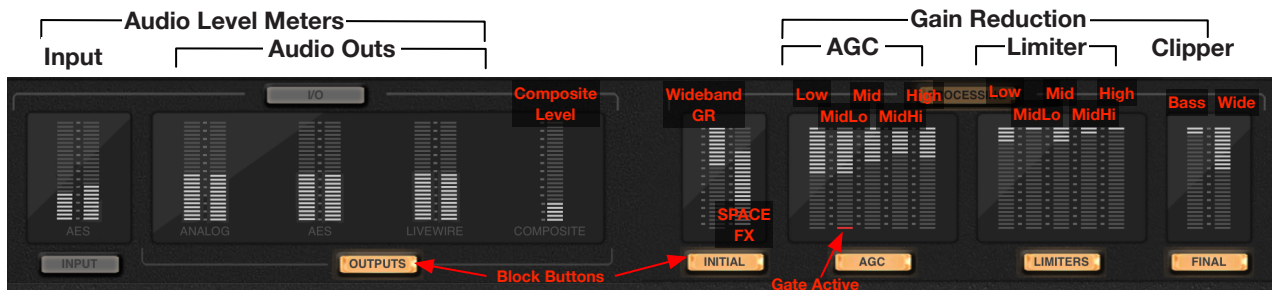 Audio Level Meters
Gain Reduction
Input
Audio Outs
AGC
Limiter
Clipper
I/O
Composite
Level
Wideband
GR
Low
Mid
High
MidLo
MidHi
Low
Mid
High
MidLo
MidHi
Bass
Wide
AES
ANALOG
AES
LIVEWIRE
COMPOSITE
SPACE
FX
INPUT
OUTPUTS
Block Buttons
INITIAL
AGC
Gate Active
LIMITERS
FINAL